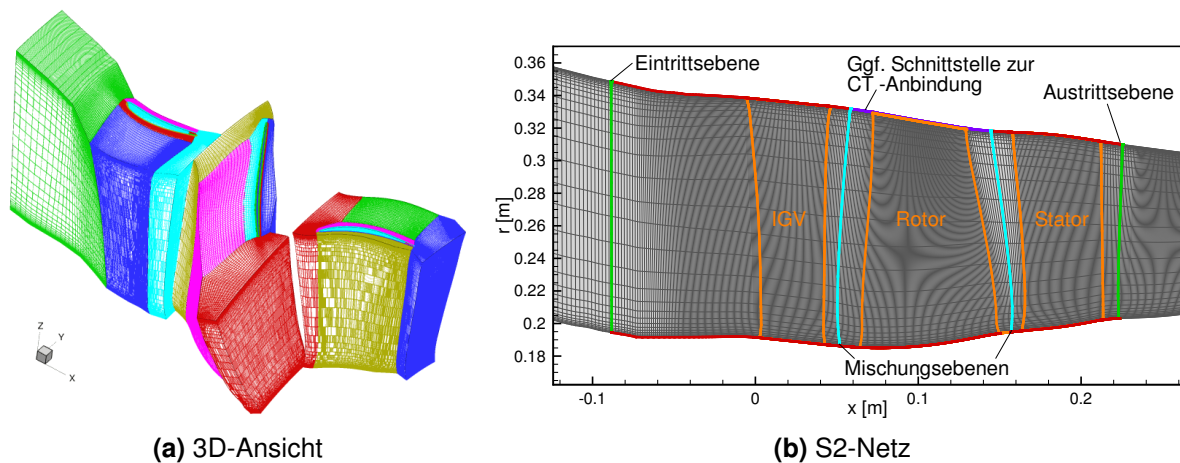 Z
Y
X
(a) 3D-Ansicht
0.36
0.34
0.32
0.3
0.28
0.26
0.24
0.22
0.2
0.18
r [m]
-0.1
0
0.1
0.2
x [m]
Eintrittsebene
Ggf. Schnittstelle zur
CT -Anbindung
Austrittsebene
IGV
Rotor
Stator
Mischungsebenen
(b) S2-Netz